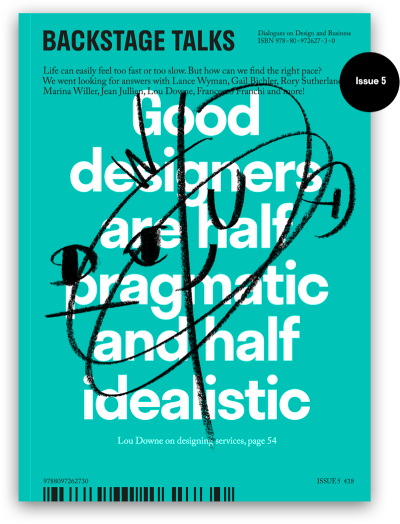 BACKSTAGE TALKS
Dialogues on Design and Business
ISBN 978-80-972627-3-0
Life can easily feel too fast or too slow. But how can we find the right pace?
We went looking for answers with Lance Wyman, Gail Bichler, Rory Sutherland,
Marina Willer, Jean Jullien, Lou Downe, Francesco Franchi and more!
Issue 5
Good
designers
are half
pragmatic
and half
idealistic
Lou Downe on designing services, page 54
9788097262730
ISSUE 5 €18